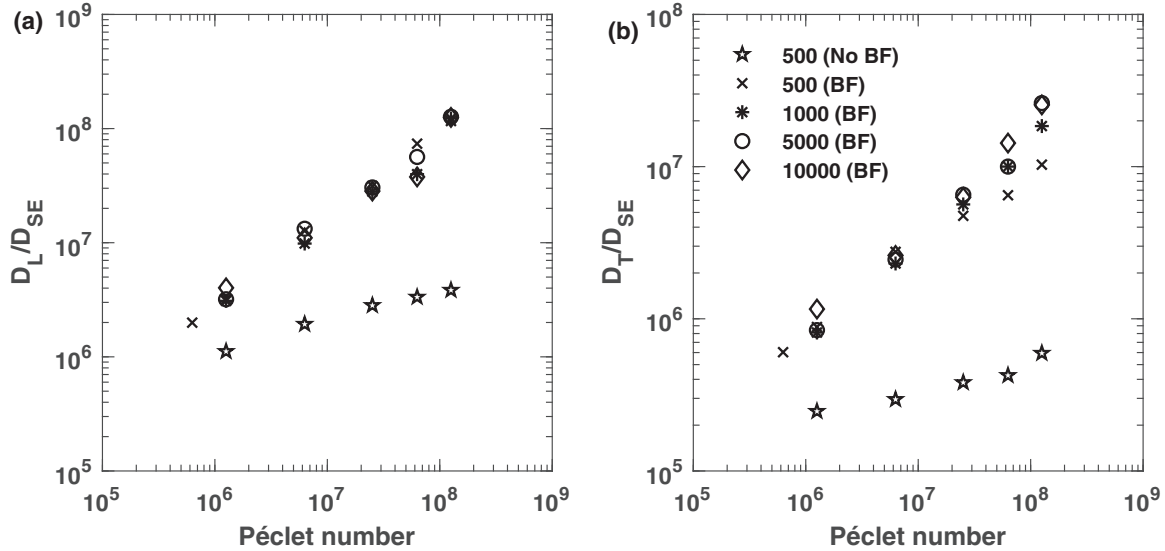 (a)
10^9
10^8
10^7
10^6
10^5
D_L/D_SE
10^5 10^6 10^7 10^8 10^9
Péclet number
(b)
10^8
10^7
10^6
10^5
D_T/D_SE
500 (No BF)
500 (BF)
1000 (BF)
5000 (BF)
10000 (BF)
10^5 10^6 10^7 10^8 10^9
Péclet number